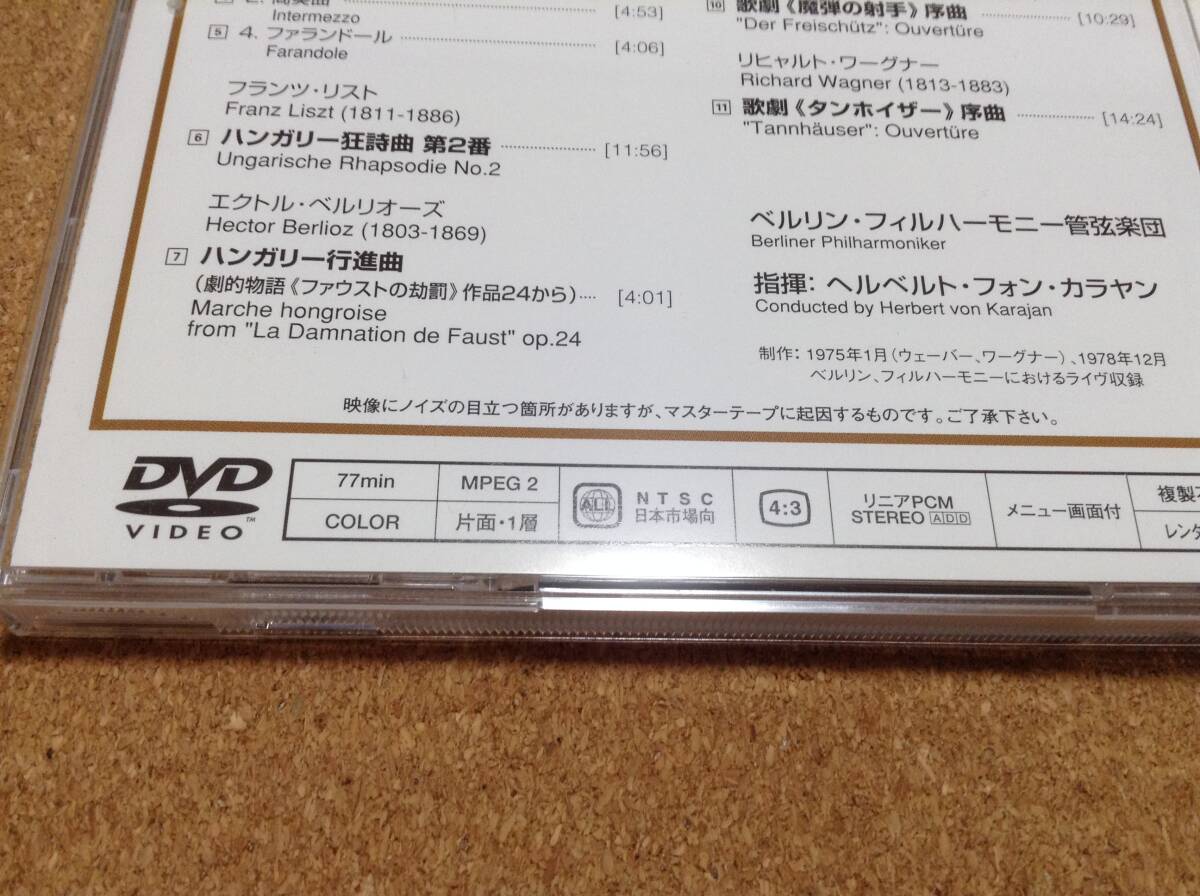 2. 間奏曲 [4:53]
Intermezzo
5 4. ファランドール [4:06]
Farandole
フランツ・リスト
Franz Liszt (1811-1886)
6 ハンガリー狂詩曲 第2番 [11:56]
Ungarische Rhapsodie No.2
エクトル・ベルリオーズ
Hector Berlioz (1803-1869)
7 ハンガリー行進曲
(劇的物語《ファウストの劫罰》作品24から) [4:01]
Marche hongroise
from "La Damnation de Faust" op.24
10 歌劇《魔弾の射手》序曲 [10:29]
"Der Freischütz": Ouvertüre
リヒャルト・ワーグナー
Richard Wagner (1813-1883)
11 歌劇《タンホイザー》序曲 [14:24]
"Tannhäuser": Ouvertüre
ベルリン・フィルハーモニー管弦楽団
Berliner Philharmoniker
指揮: ヘルベルト・フォン・カラヤン
Conducted by Herbert von Karajan
制作: 1975年1月(ウェーバー、ワーグナー)、1978年12月
ベルリン、フィルハーモニーにおけるライヴ収録
映像にノイズの目立つ箇所がありますが、マスターテープに起因するものです。ご了承下さい。
DVD
VIDEO
TM
77min
MPEG 2
COLOR
片面・1層
ALL
NTSC
日本市場向
4:3
リニアPCM
STEREO ADD
メニュー画面付
複製
レンタ